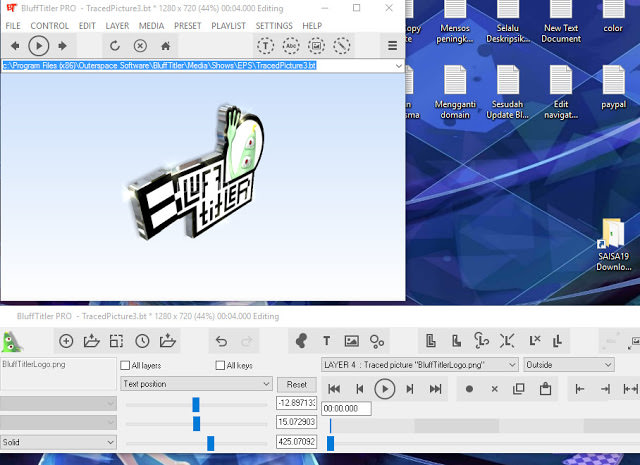 BluffTitler PRO - TracedPicture3.bt * 1280 x 720 (44%) 00:04.000 Editing
FILE CONTROL EDIT LAYER MEDIA PRESET PLAYLIST SETTINGS HELP
T Abc
c:\Program Files (x86)\Outerspace Software\BluffTitler\Media\Shows\EPS\TracedPicture3.bt
BLUFF
titLER
Mensos
peningk...
Selalu
Deskripsik...
New Text
Document
color
Mengganti
domain
Sesudah
Update Bl...
Edit
navigat...
paypal
SAISA19
Downlo...
BluffTitler PRO - TracedPicture3.bt * 1280 x 720 (44%) 00:04.000 Editing
T
BluffTitlerLogo.png
All layers
All keys
LAYER 4 : Traced picture "BluffTitlerLogo.png"
Outside
Text position
Reset
-12.897133
00:00.000
15.072903
Solid
425.07092